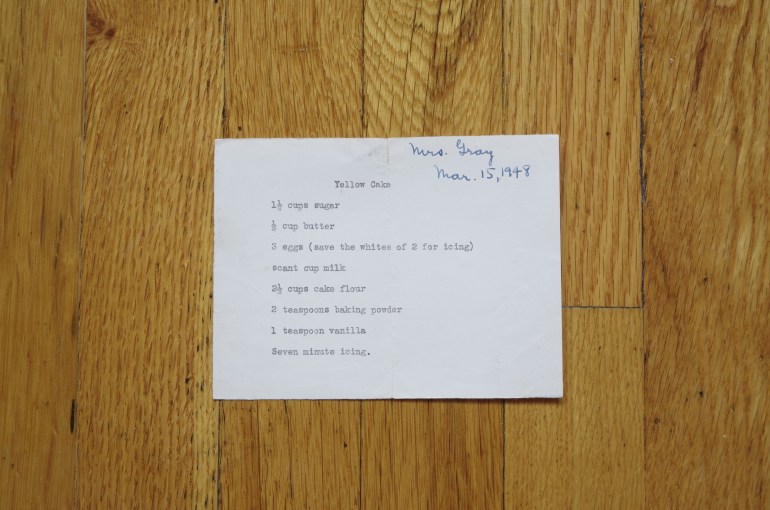 Mrs. Gray
Mar. 15, 1948
Yellow Cake
1½ cups sugar
½ cup butter
3 eggs (save the whites of 2 for icing)
scant cup milk
2½ cups cake flour
2 teaspoons baking powder
1 teaspoon vanilla
Seven minute icing.